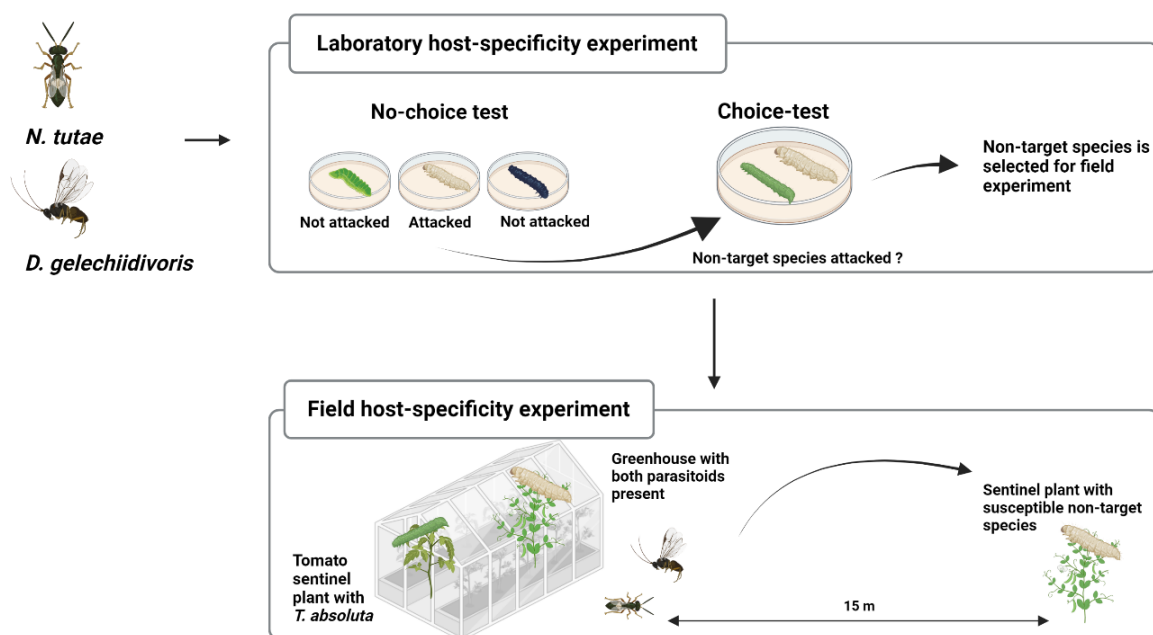 Laboratory host-specificity experiment
N. tutae
D. gelechiidivoris
No-choice test
Not attacked
Attacked
Not attacked
Choice-test
Non-target species attacked ?
Non-target species is
selected for field
experiment
Field host-specificity experiment
Tomato
sentinel
plant with
T. absoluta
Greenhouse with
both parasitoids
present
Sentinel plant with
susceptible non-target
species
15 m